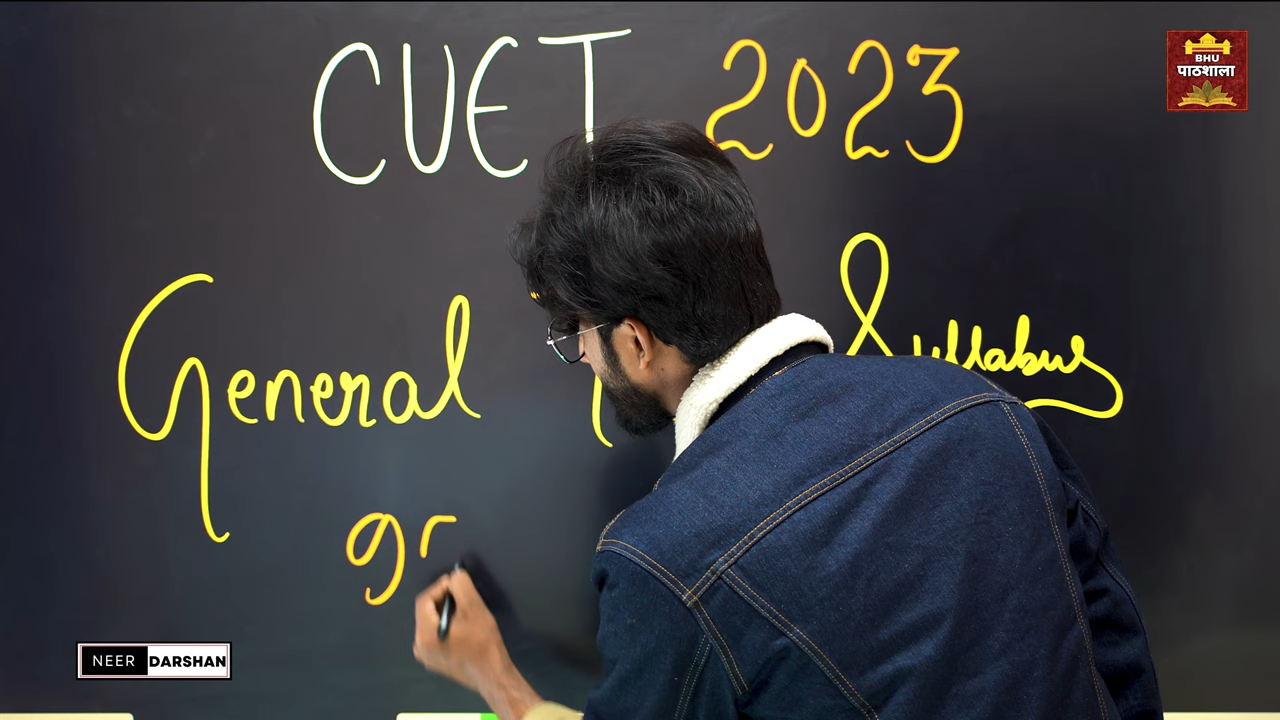 CUET 2023
BHU
पाठशाला
General Syllabus
NEER DARSHAN